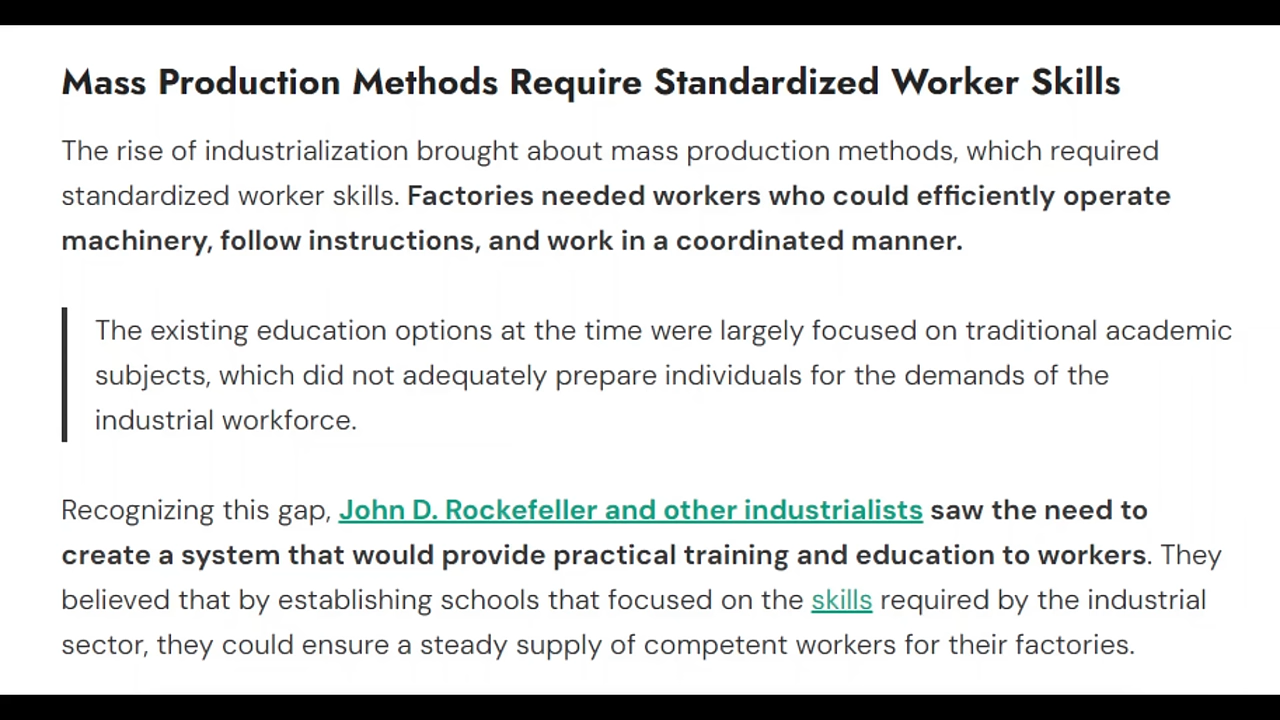 Mass Production Methods Require Standardized Worker Skills
The rise of industrialization brought about mass production methods, which required
standardized worker skills. Factories needed workers who could efficiently operate
machinery, follow instructions, and work in a coordinated manner.
The existing education options at the time were largely focused on traditional academic
subjects, which did not adequately prepare individuals for the demands of the
industrial workforce.
Recognizing this gap, John D. Rockefeller and other industrialists saw the need to
create a system that would provide practical training and education to workers. They
believed that by establishing schools that focused on the skills required by the industrial
sector, they could ensure a steady supply of competent workers for their factories.